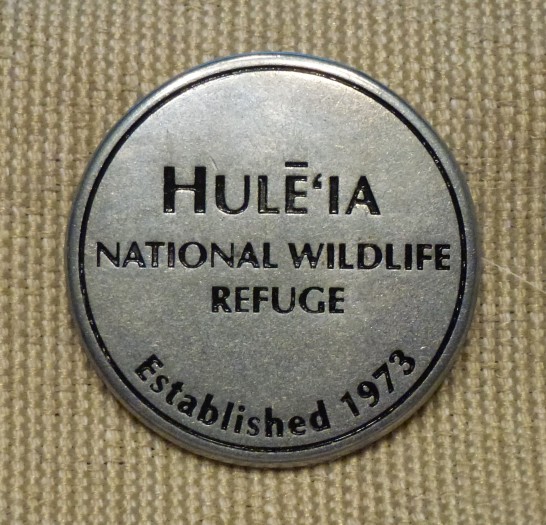 HULĒ‘IA
NATIONAL WILDLIFE
REFUGE
Established 1973